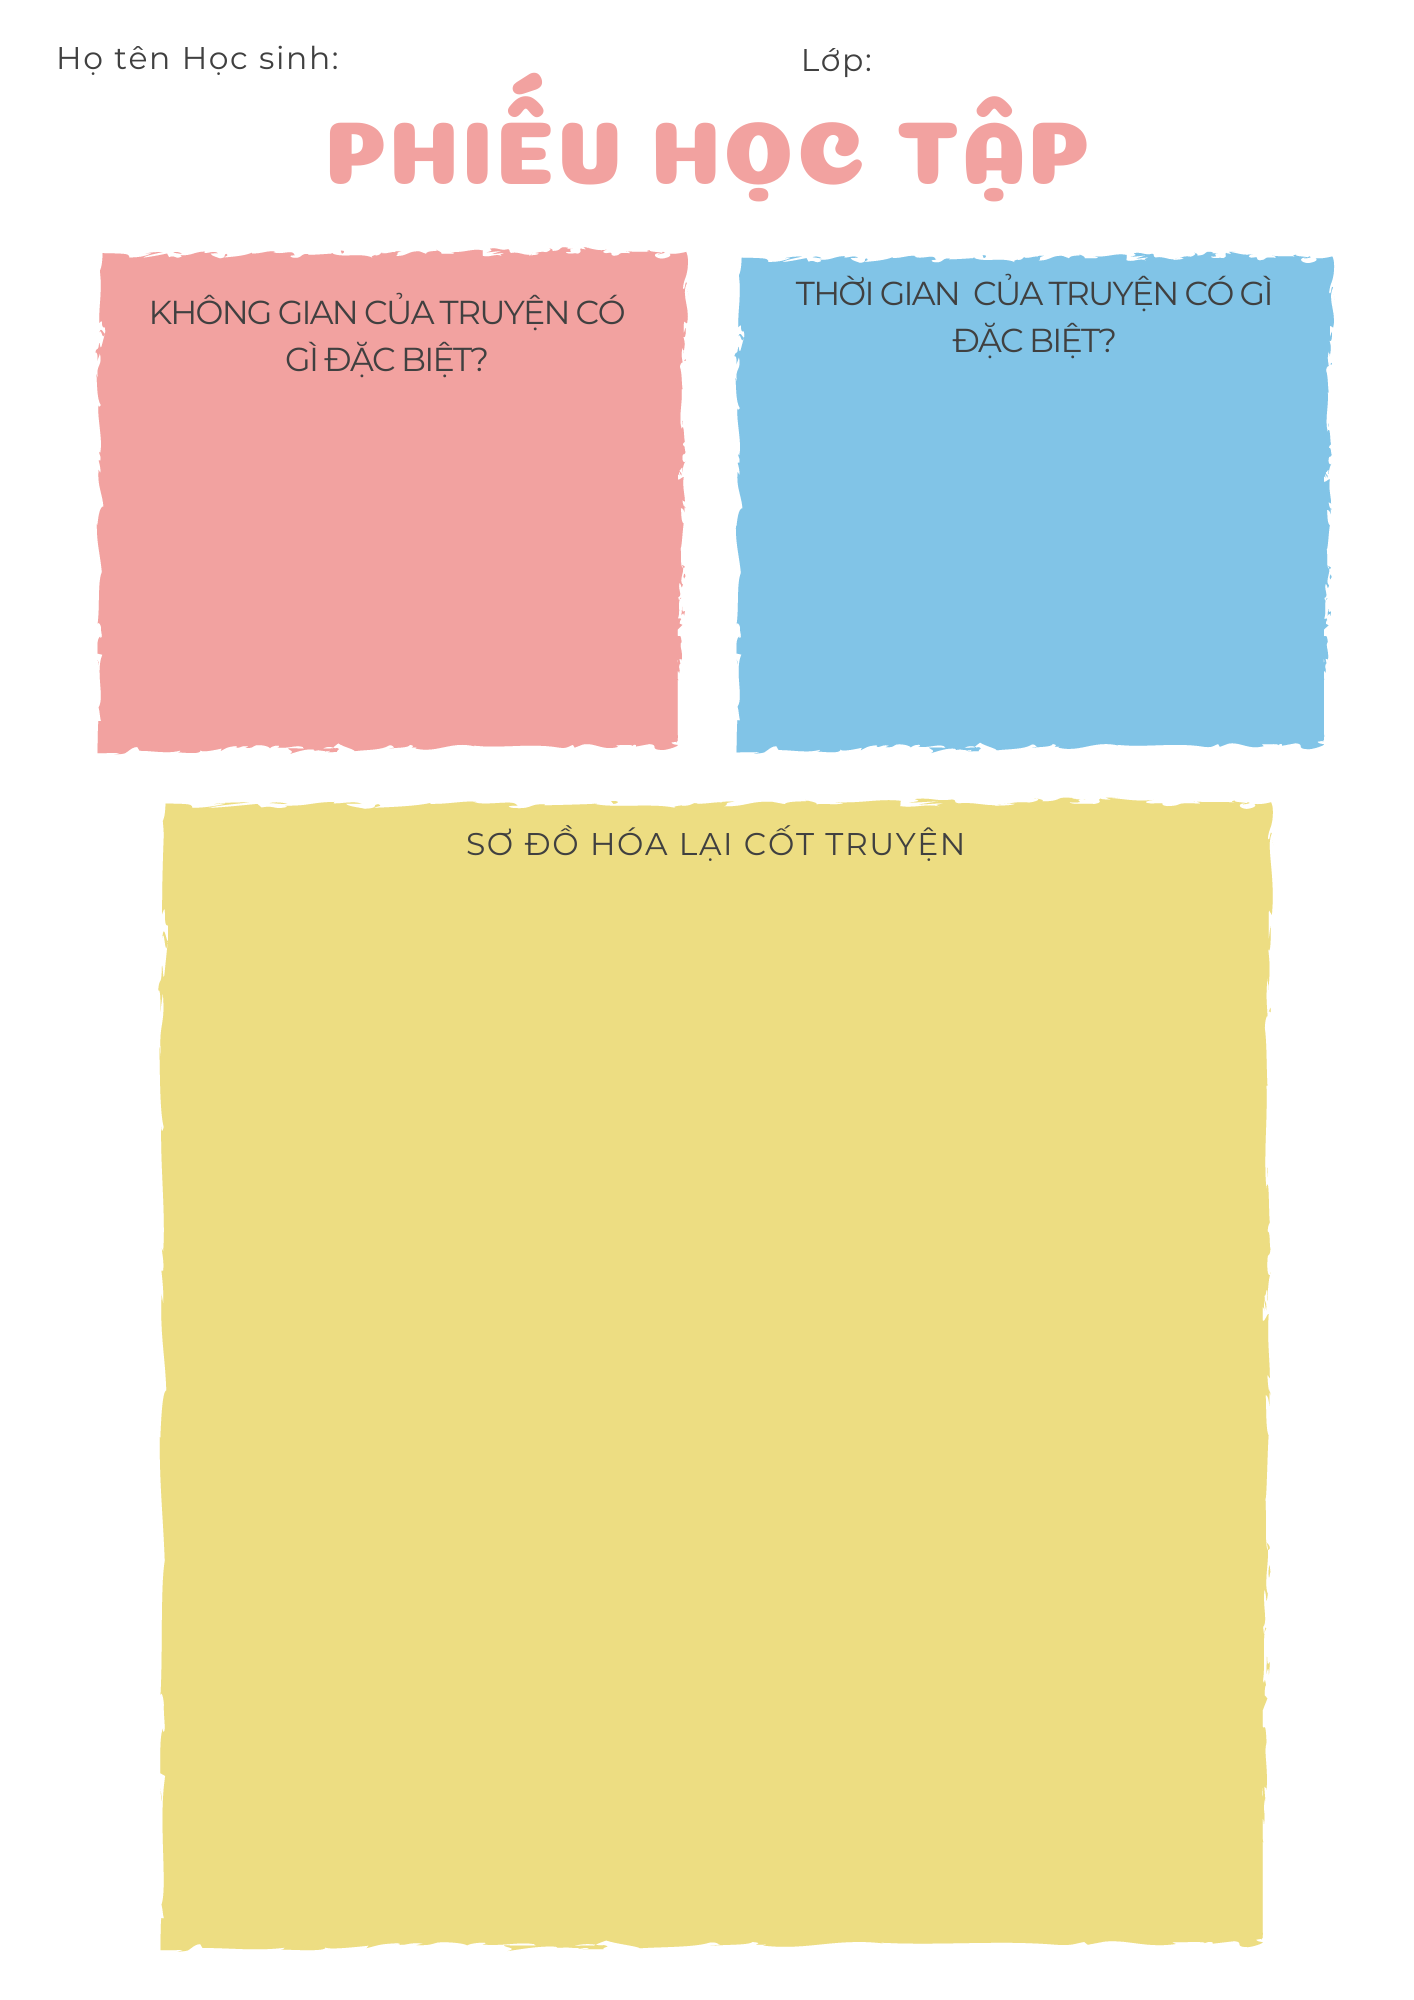 Họ tên Học sinh:
Lớp:
PHIẾU HỌC TẬP
KHÔNG GIAN CỦA TRUYỆN CÓ
GÌ ĐẶC BIỆT?
THỜI GIAN CỦA TRUYỆN CÓ GÌ
ĐẶC BIỆT?
SƠ ĐỒ HÓA LẠI CỐT TRUYỆN